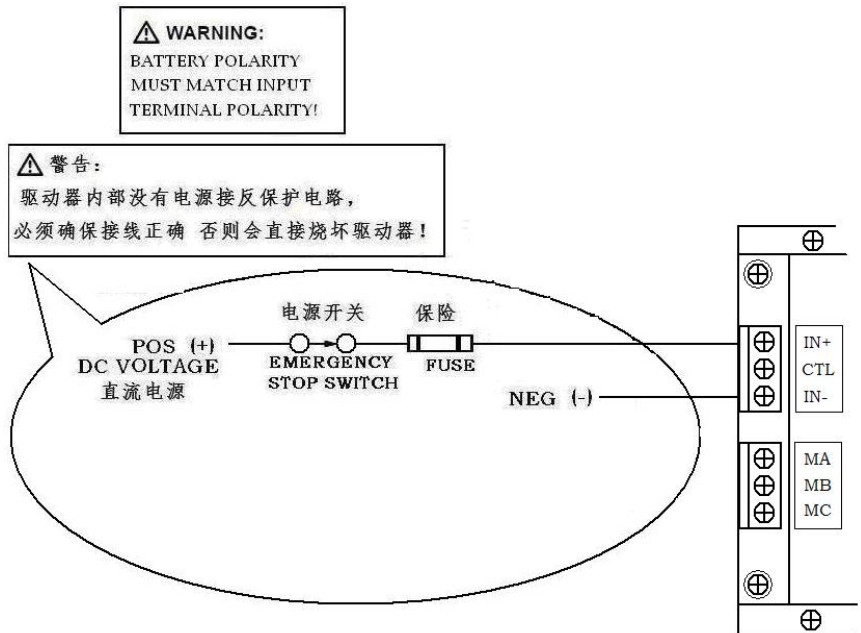 WARNING:
BATTERY POLARITY
MUST MATCH INPUT
TERMINAL POLARITY!
警告：
驱动器内部没有电源接反保护电路，
必须确保接线正确 否则会直接烧坏驱动器！
电源开关
保险
POS (+)
DC VOLTAGE
直流电源
EMERGENCY
STOP SWITCH
FUSE
NEG (-)
IN+
CTL
IN-
MA
MB
MC